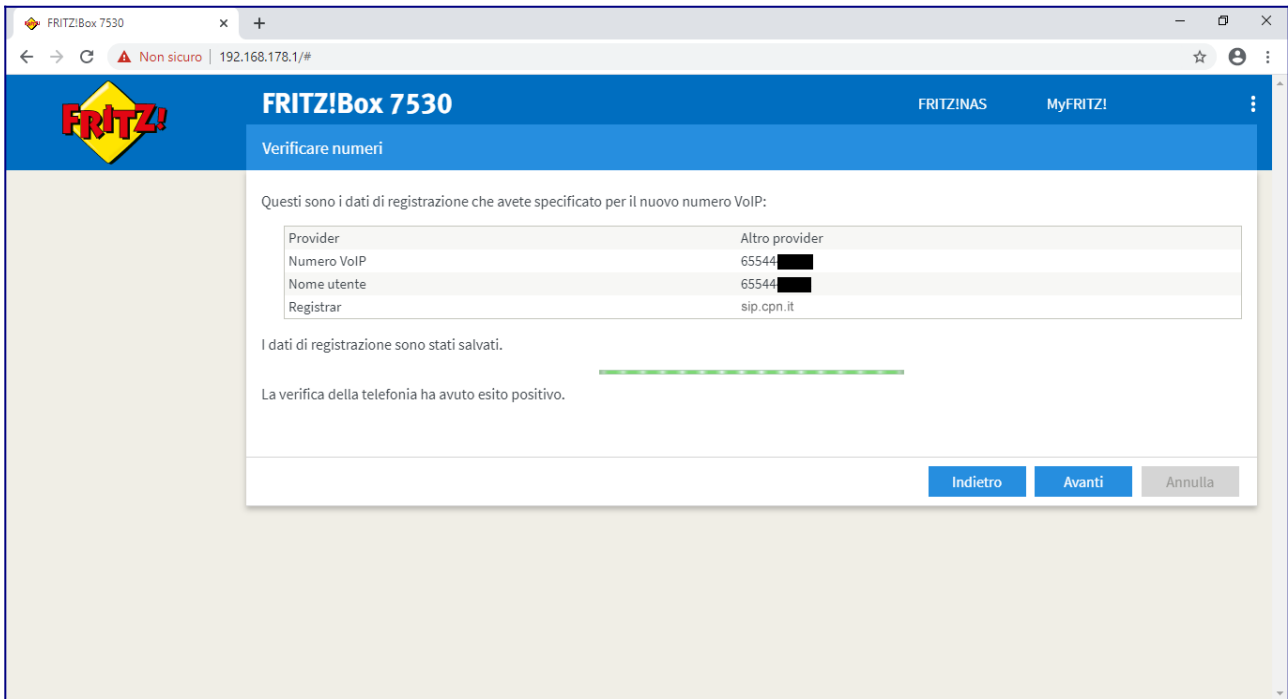 FRITZ!Box 7530
Non sicuro 192.168.178.1/#
FRITZ!
FRITZ!Box 7530
FRITZ!NAS MyFRITZ!
Verificare numeri
Questi sono i dati di registrazione che avete specificato per il nuovo numero VoIP:
Provider Altro provider
Numero VoIP 65544
Nome utente 65544
Registrar sip.cpn.it
I dati di registrazione sono stati salvati.
La verifica della telefonia ha avuto esito positivo.
Indietro Avanti Annulla